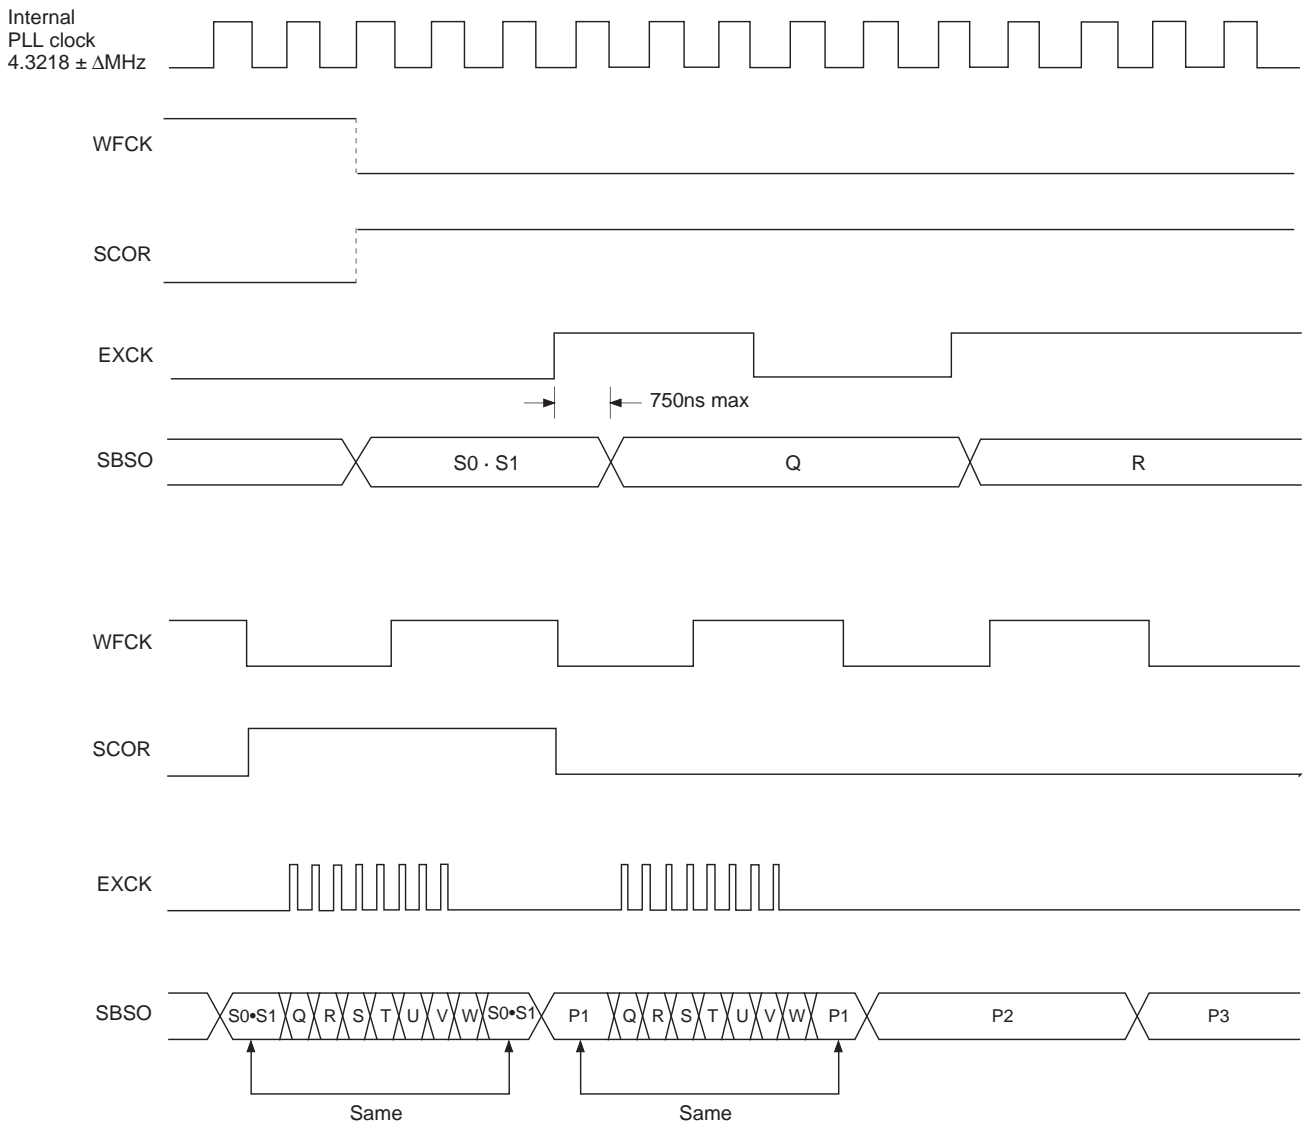 Internal
PLL clock
4.3218 ± ΔMHz
WFCK
SCOR
EXCK
750ns max
SBSO
S0 · S1
Q
R
WFCK
SCOR
EXCK
SBSO
S0•S1 Q R S T U V W S0•S1 P1 Q R S T U V W P1 P2 P3
Same
Same